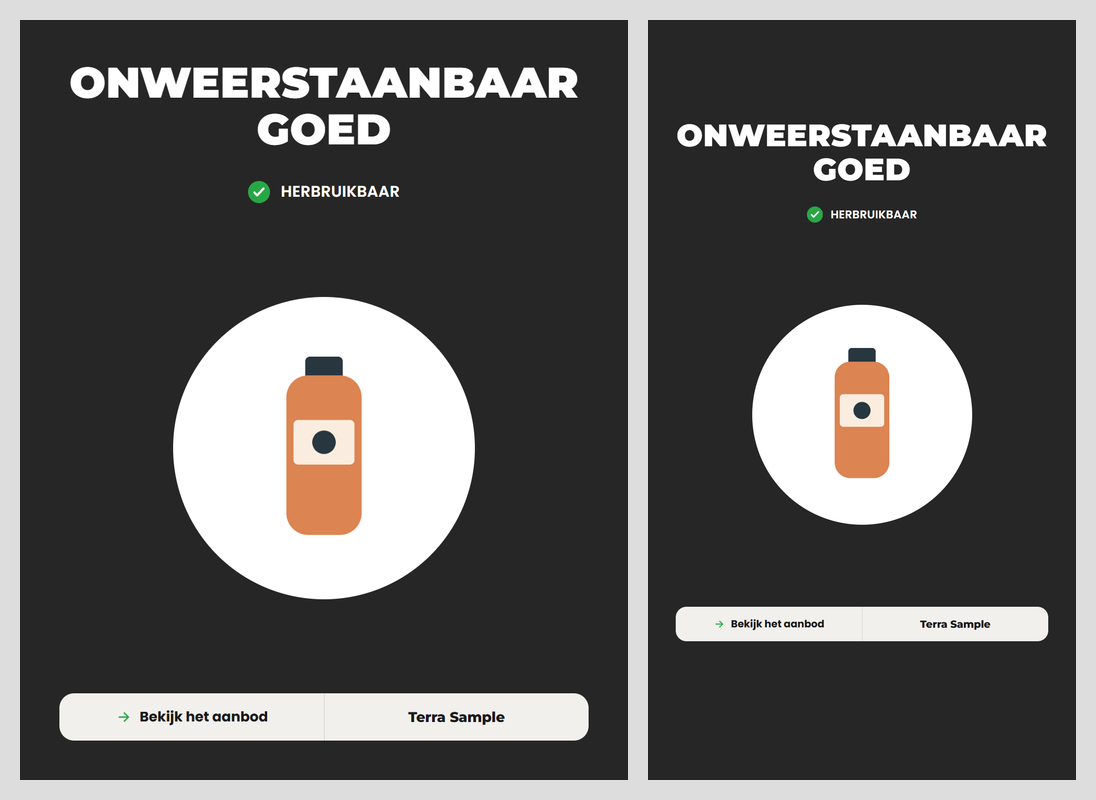 ONWEERSTAANBAAR
GOED
HERBRUIKBAAR
Bekijk het aanbod
Terra Sample
ONWEERSTAANBAAR
GOED
HERBRUIKBAAR
Bekijk het aanbod
Terra Sample